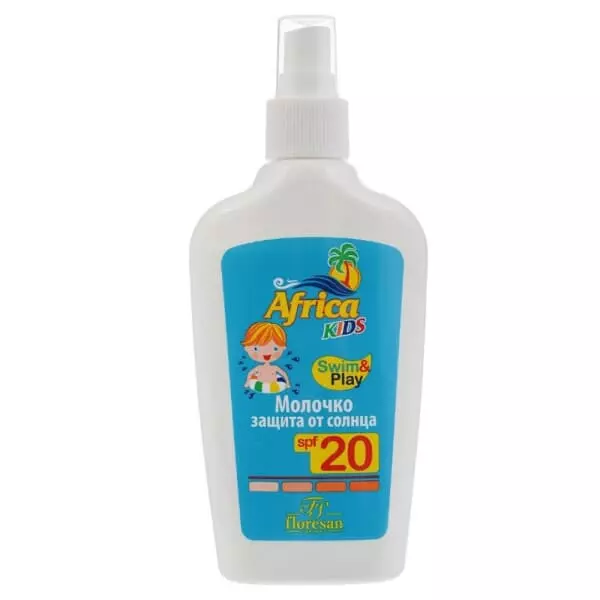 Africa
KIDS
Swim&
Play
Молочко
защита от солнца
spf 20
floresan